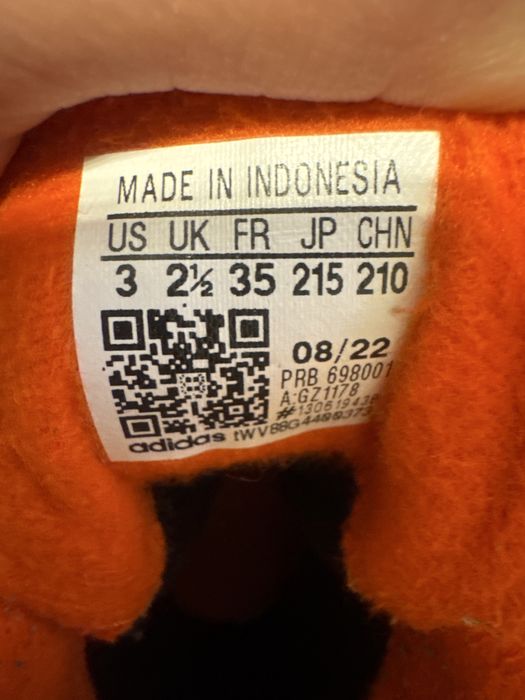 MADE IN INDONESIA
US UK FR JP CHN
3 2½ 35 215 210
08/22
PRB 698001
A:GZ1178
adidas